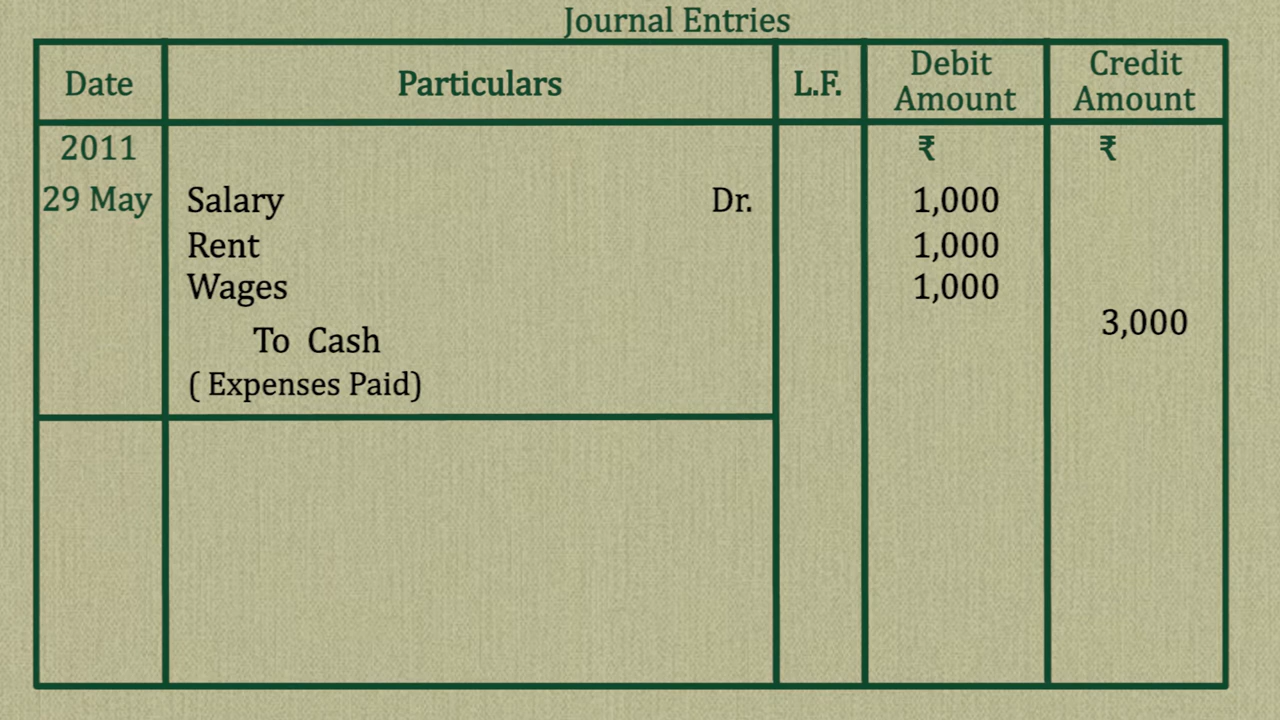 Journal Entries
Date Particulars L.F. Debit Amount Credit Amount
2011 ₹ ₹
29 May Salary Dr. 1,000
Rent 1,000
Wages 1,000
To Cash 3,000
( Expenses Paid)